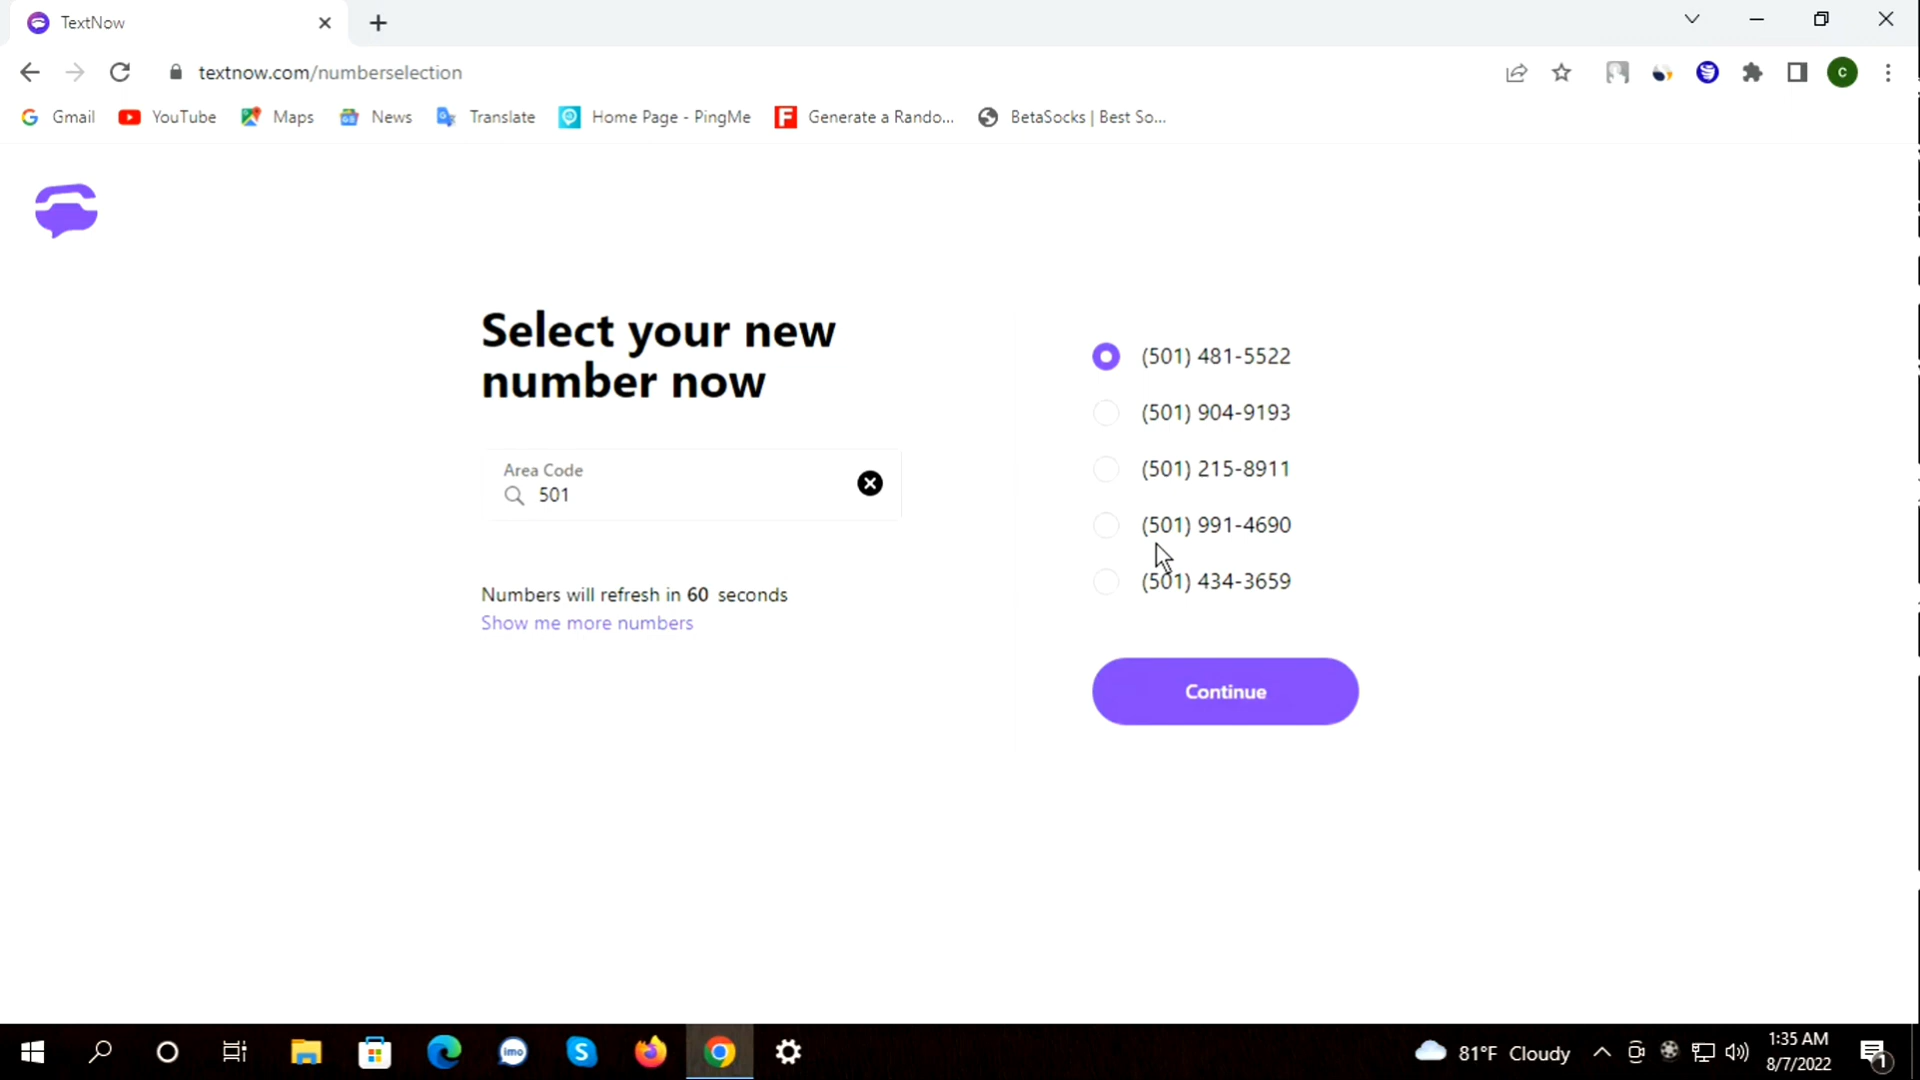 TextNow
textnow.com/numberselection
C
Gmail
YouTube
Maps
News
Translate
Home Page - PingMe
Generate a Rando...
BetaSocks | Best So...
Select your new
number now
Area Code
501
Numbers will refresh in 60 seconds
Show me more numbers
(501) 481-5522
(501) 904-9193
(501) 215-8911
(501) 991-4690
(501) 434-3659
Continue
imo
81°F Cloudy
1:35 AM
8/7/2022
1